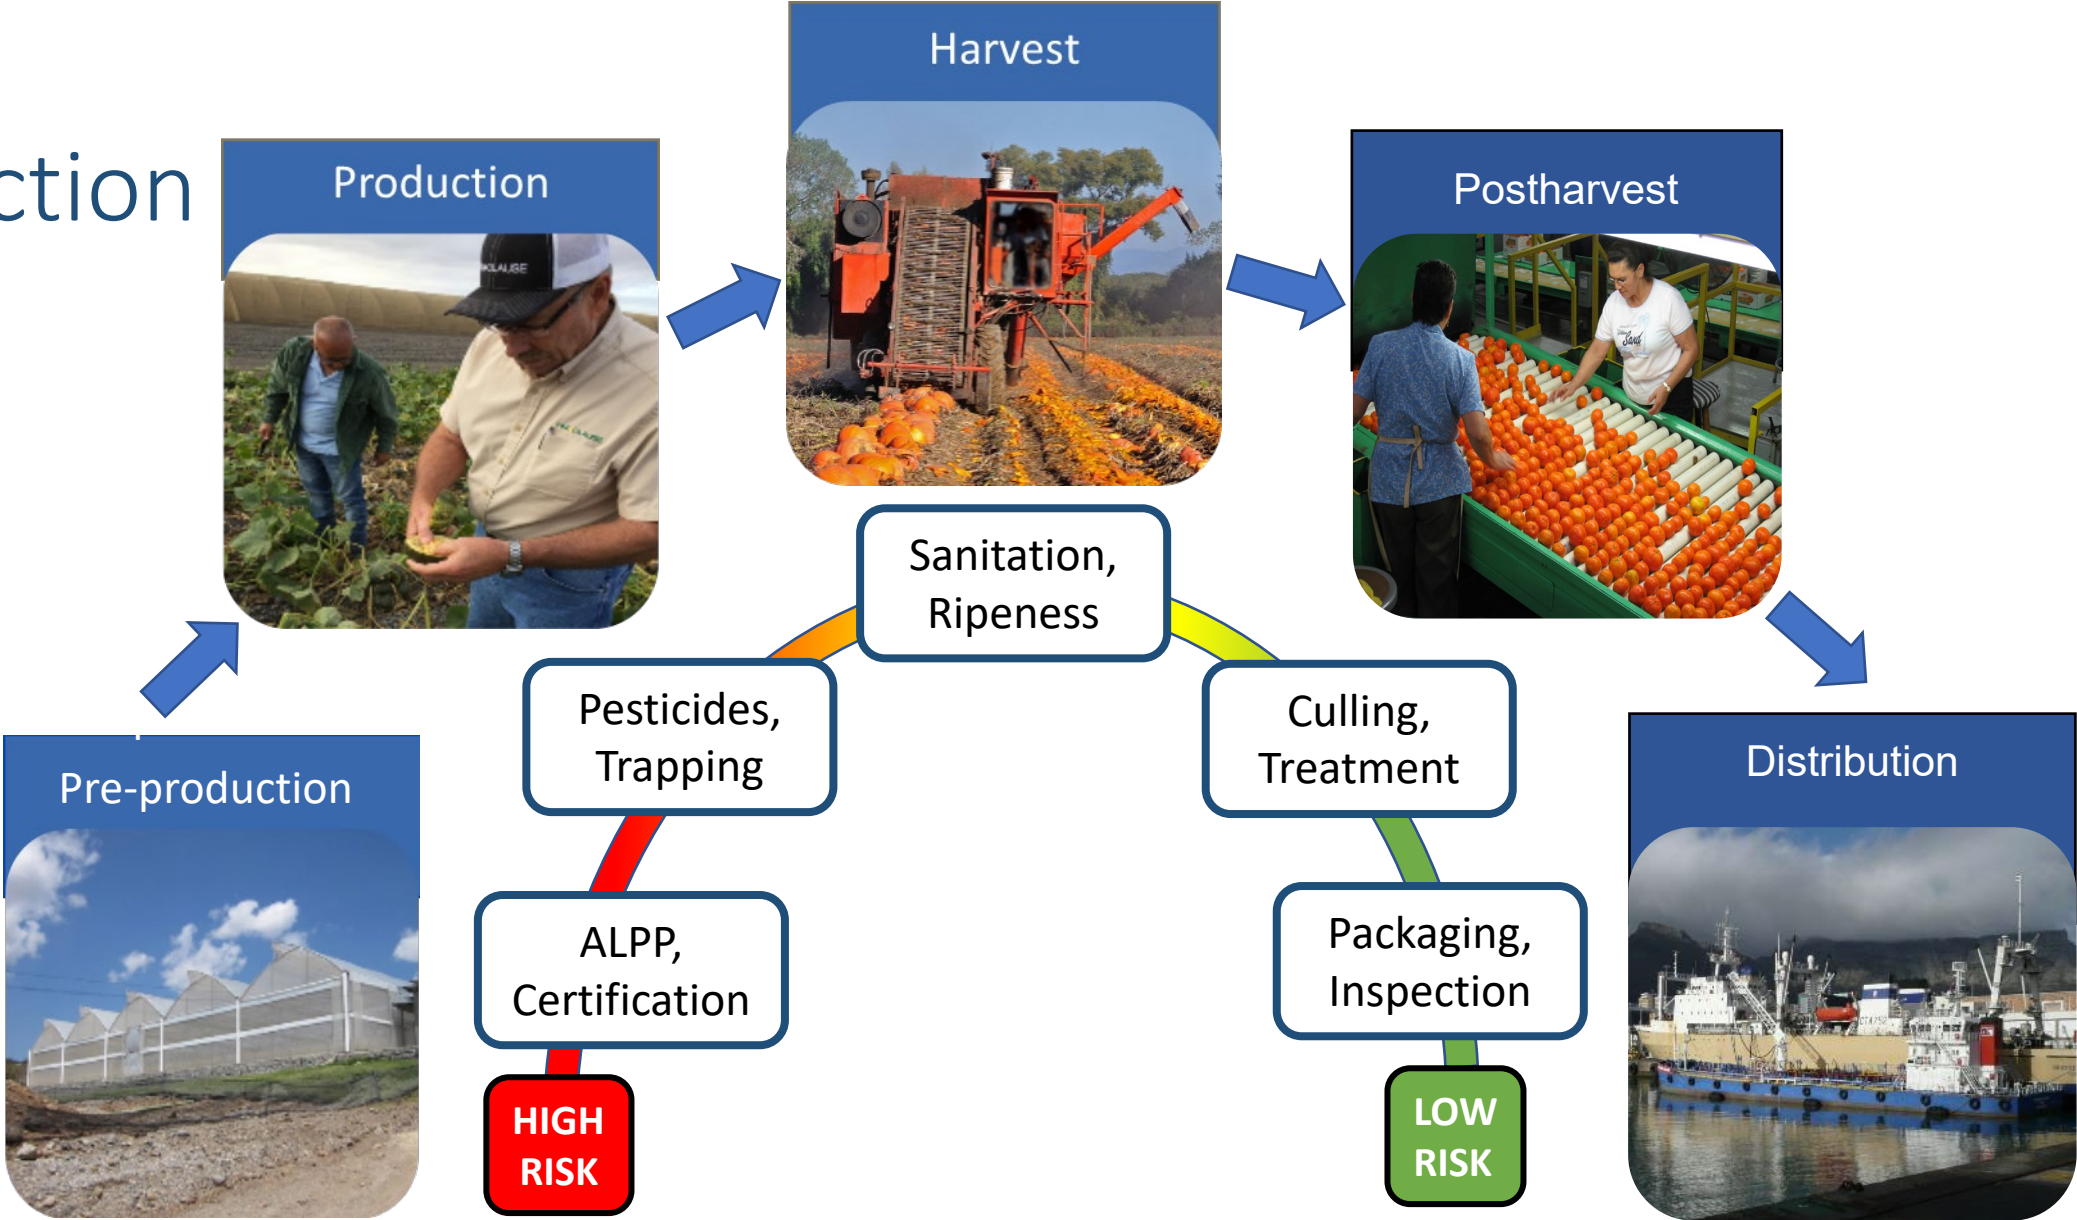 ction
Harvest
Production
Postharvest
Sanitation,
Ripeness
Pesticides,
Trapping
Culling,
Treatment
Pre-production
Distribution
ALPP,
Certification
Packaging,
Inspection
HIGH
RISK
LOW
RISK